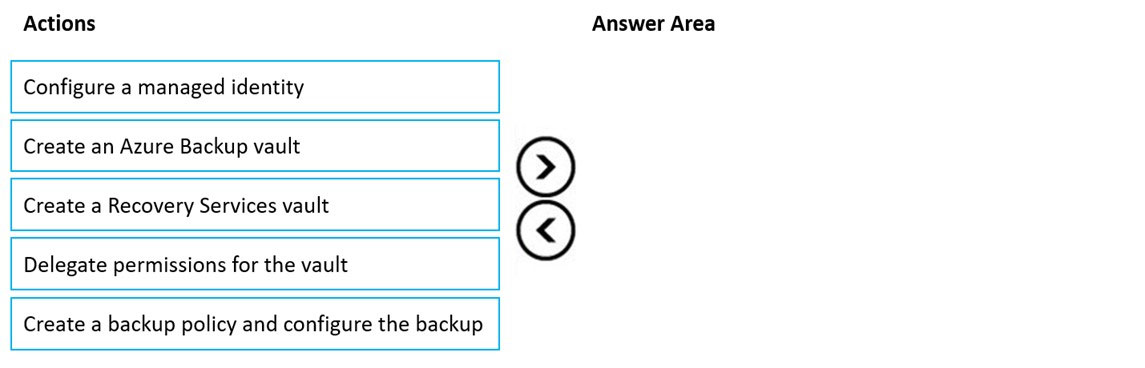 Actions
Answer Area
Configure a managed identity
Create an Azure Backup vault
Create a Recovery Services vault
Delegate permissions for the vault
Create a backup policy and configure the backup